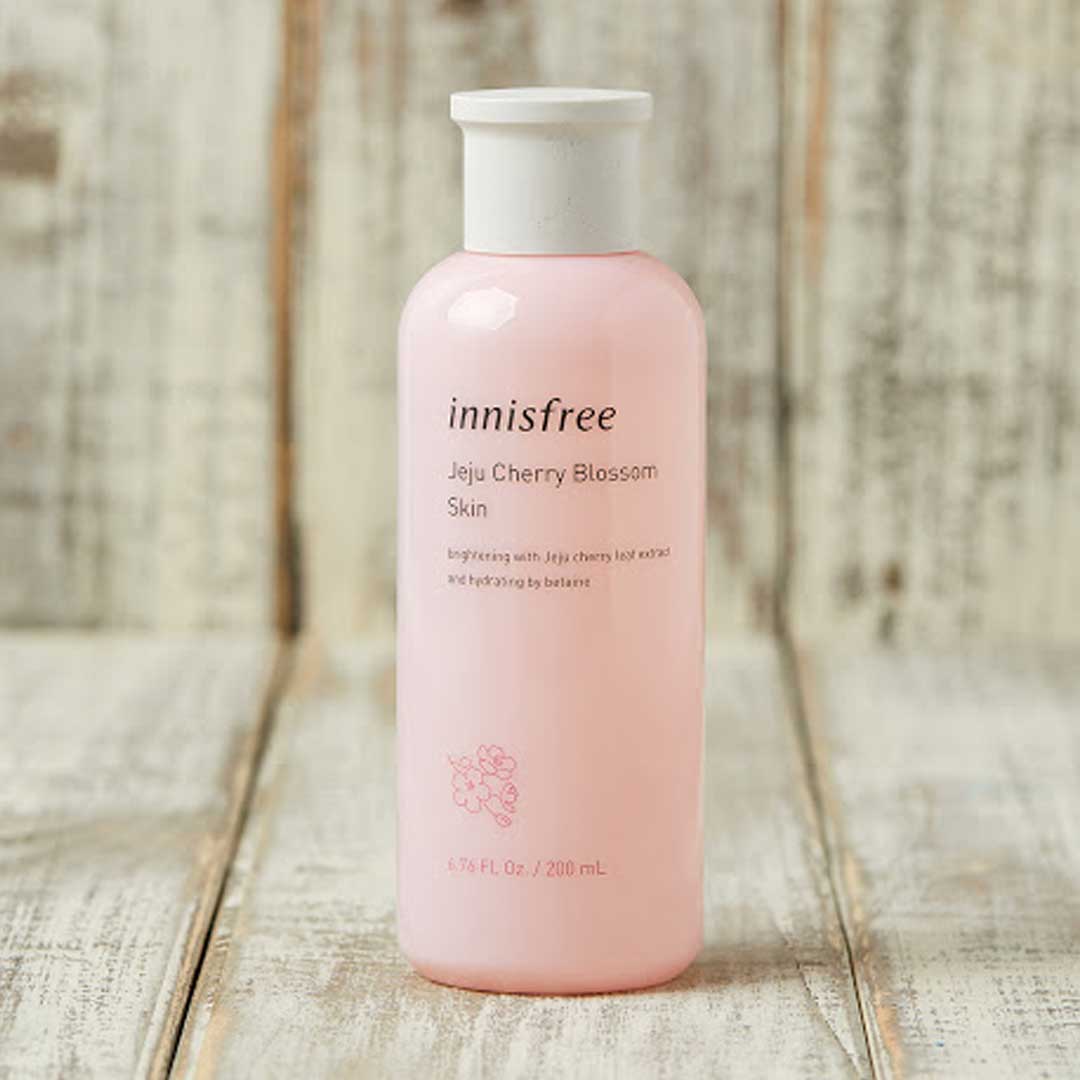 innisfree
Jeju Cherry Blossom
Skin
brightening with Jeju cherry leaf extract
and hydrating by betaine
6.76 FL Oz. / 200 mL